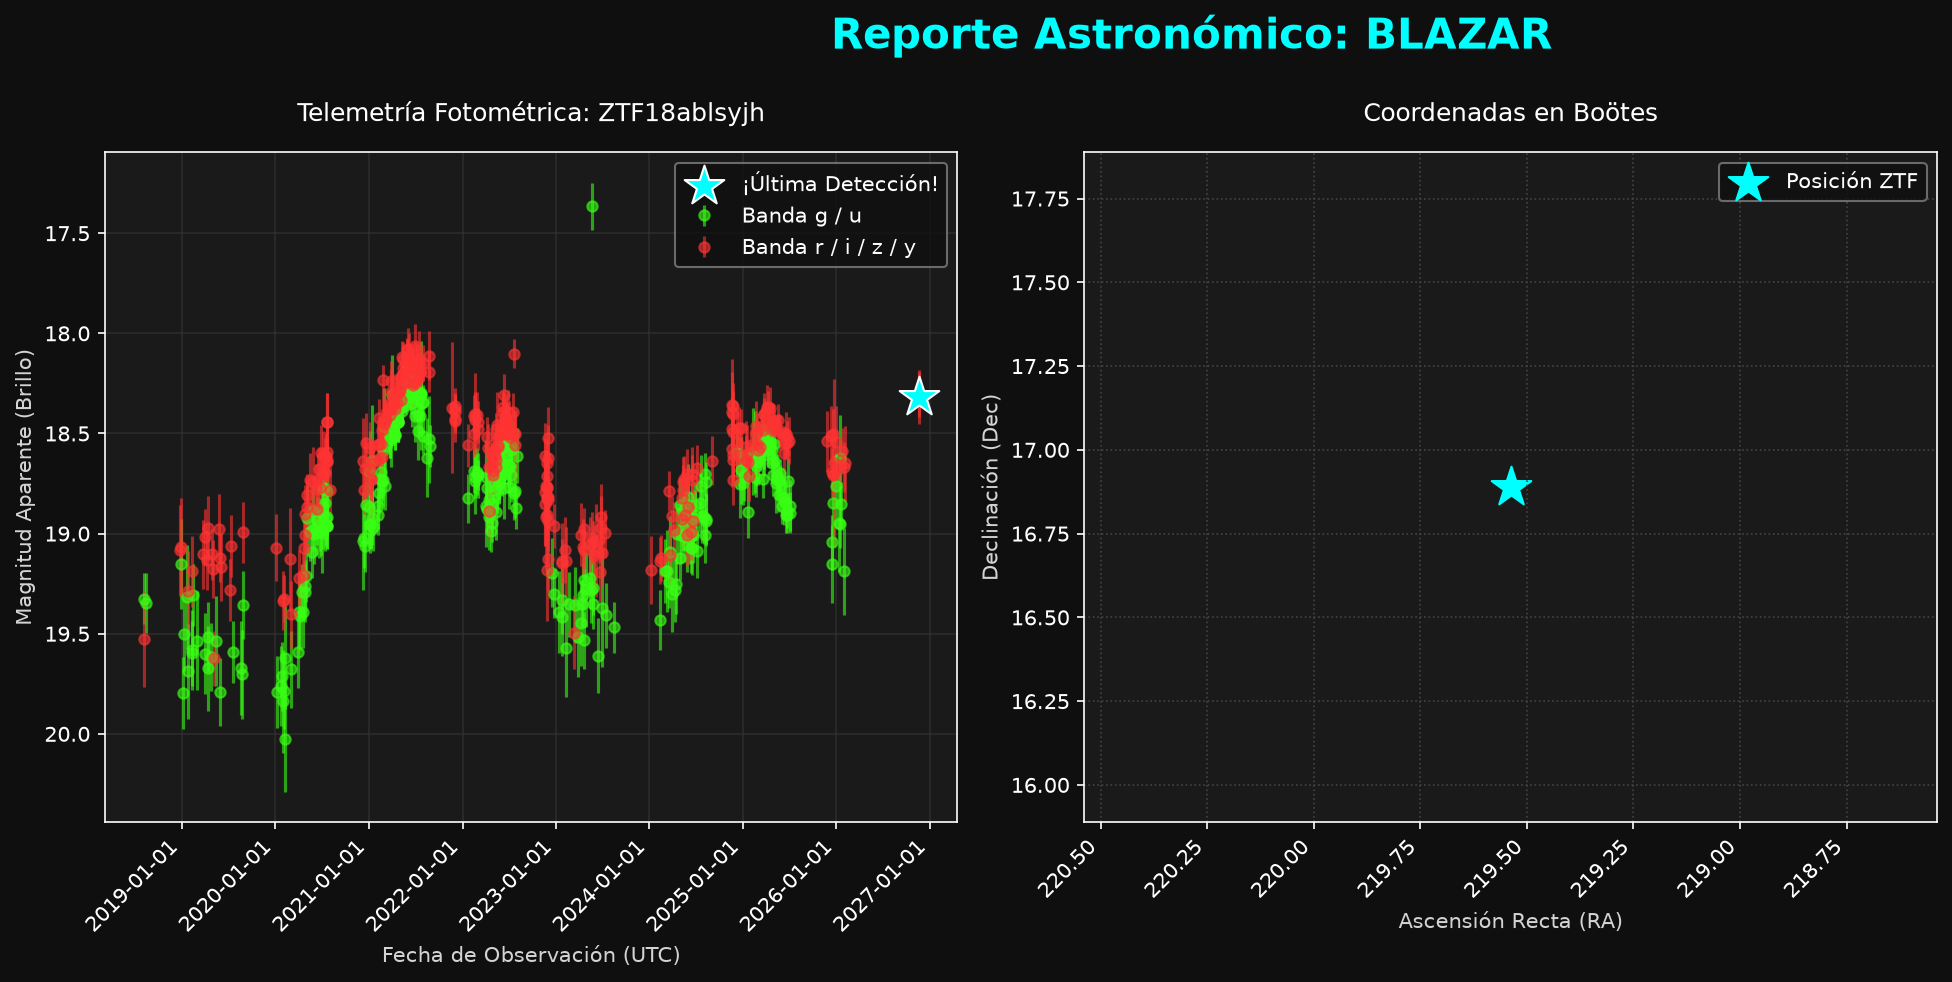 Reporte Astronómico: BLAZAR
Telemetría Fotométrica: ZTF18ablsyjh
¡Última Detección!
Banda g / u
Banda r / i / z / y
Magnitud Aparente (Brillo)
17.5
18.0
18.5
19.0
19.5
20.0
2019-01-01
2020-01-01
2021-01-01
2022-01-01
2023-01-01
2024-01-01
2025-01-01
2026-01-01
2027-01-01
Fecha de Observación (UTC)
Coordenadas en Boötes
Posición ZTF
Declinación (Dec)
17.75
17.50
17.25
17.00
16.75
16.50
16.25
16.00
220.50
220.25
220.00
219.75
219.50
219.25
219.00
218.75
Ascensión Recta (RA)